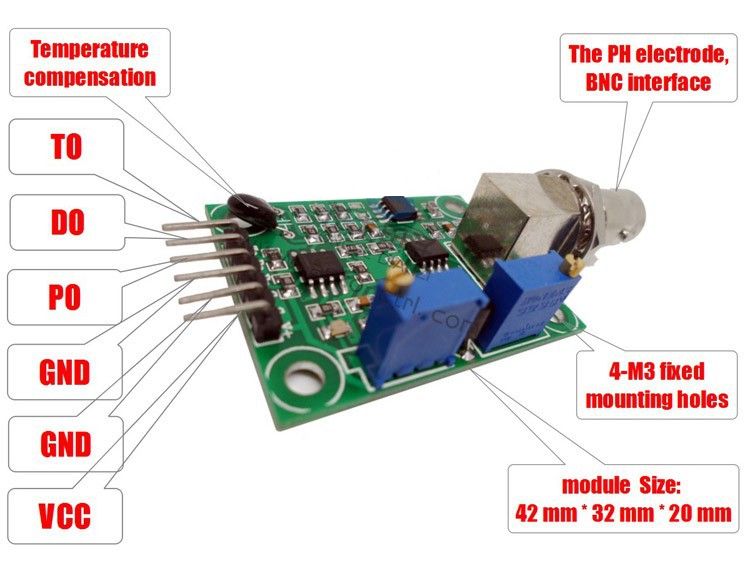 Temperature
compensation
The PH electrode,
BNC interface
TO
DO
PO
GND
GND
VCC
4-M3 fixed
mounting holes
module Size:
42 mm * 32 mm * 20 mm